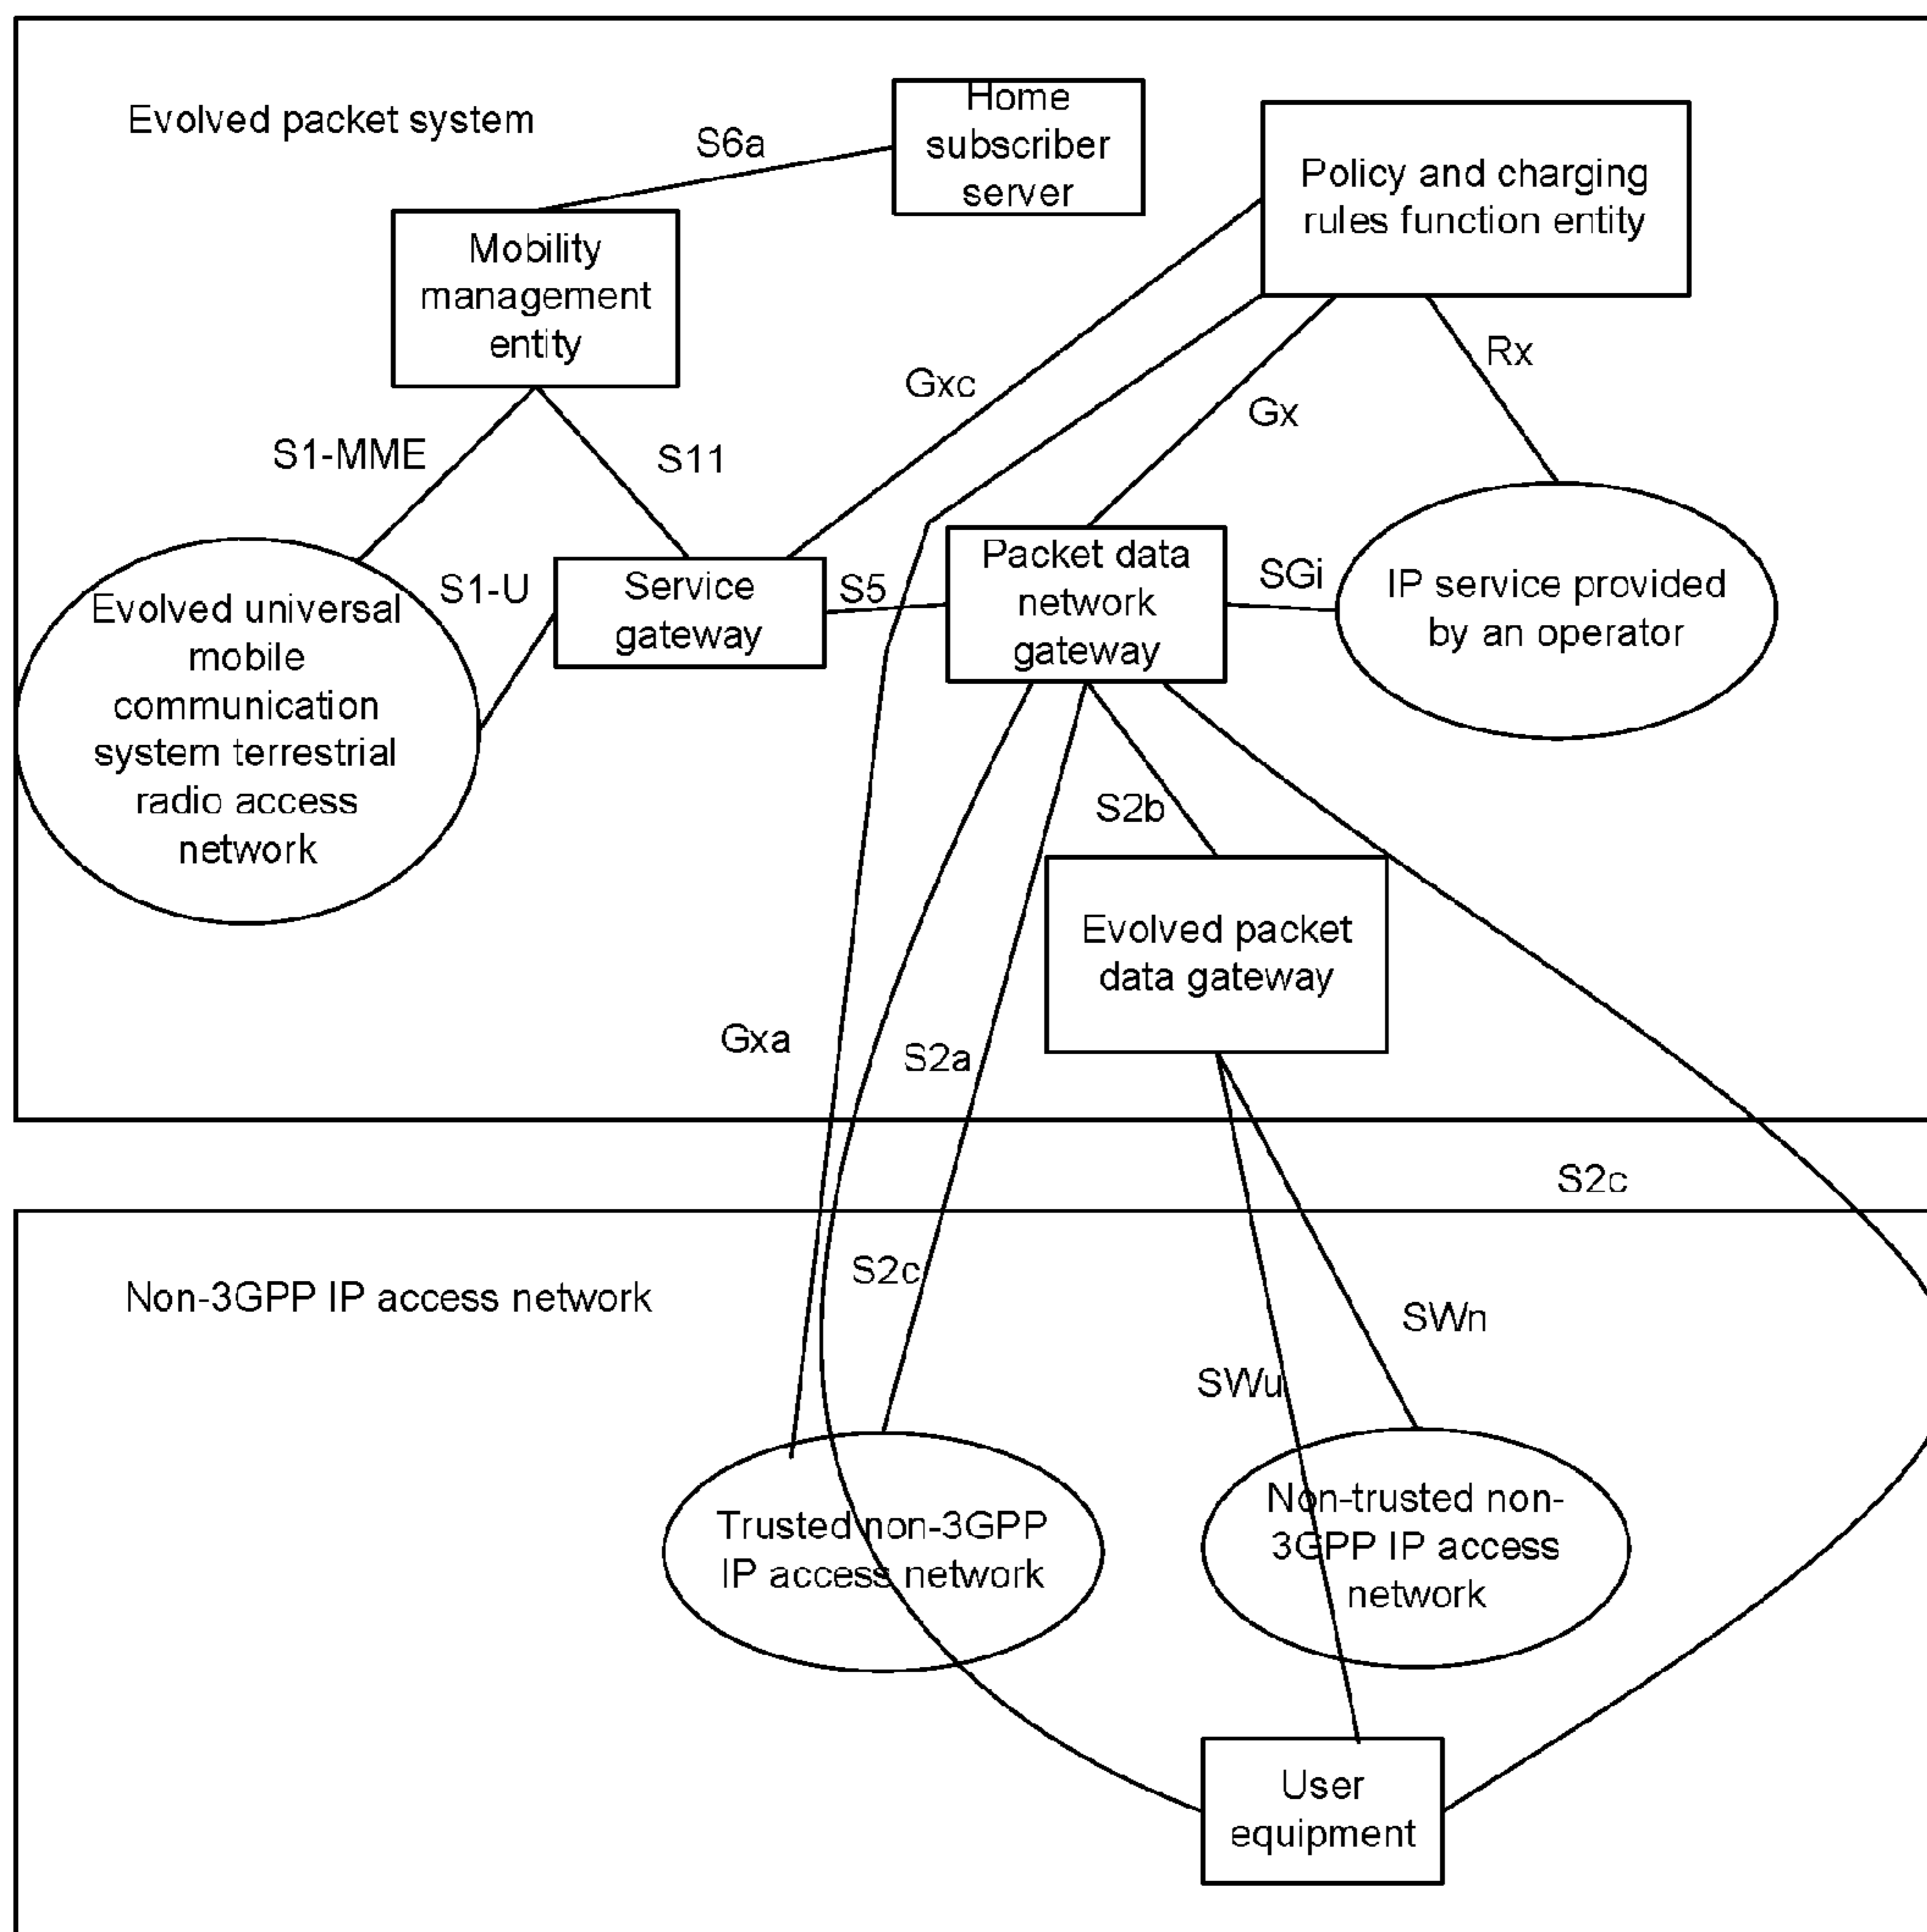 Evolved packet system
S6a
Home
subscriber
server
Policy and charging
rules function entity
Mobility
management
entity
Gxc
Gx
Rx
S1-MME
S11
Evolved universal
mobile
communication
system terrestrial
radio access
network
S1-U
Service
gateway
S5
Packet data
network
gateway
SGi
IP service provided
by an operator
S2b
Evolved packet
data gateway
Gxa
S2a
S2c
Non-3GPP IP access network
S2c
SWn
SWu
Trusted non-3GPP
IP access network
Non-trusted non-
3GPP IP access
network
User
equipment